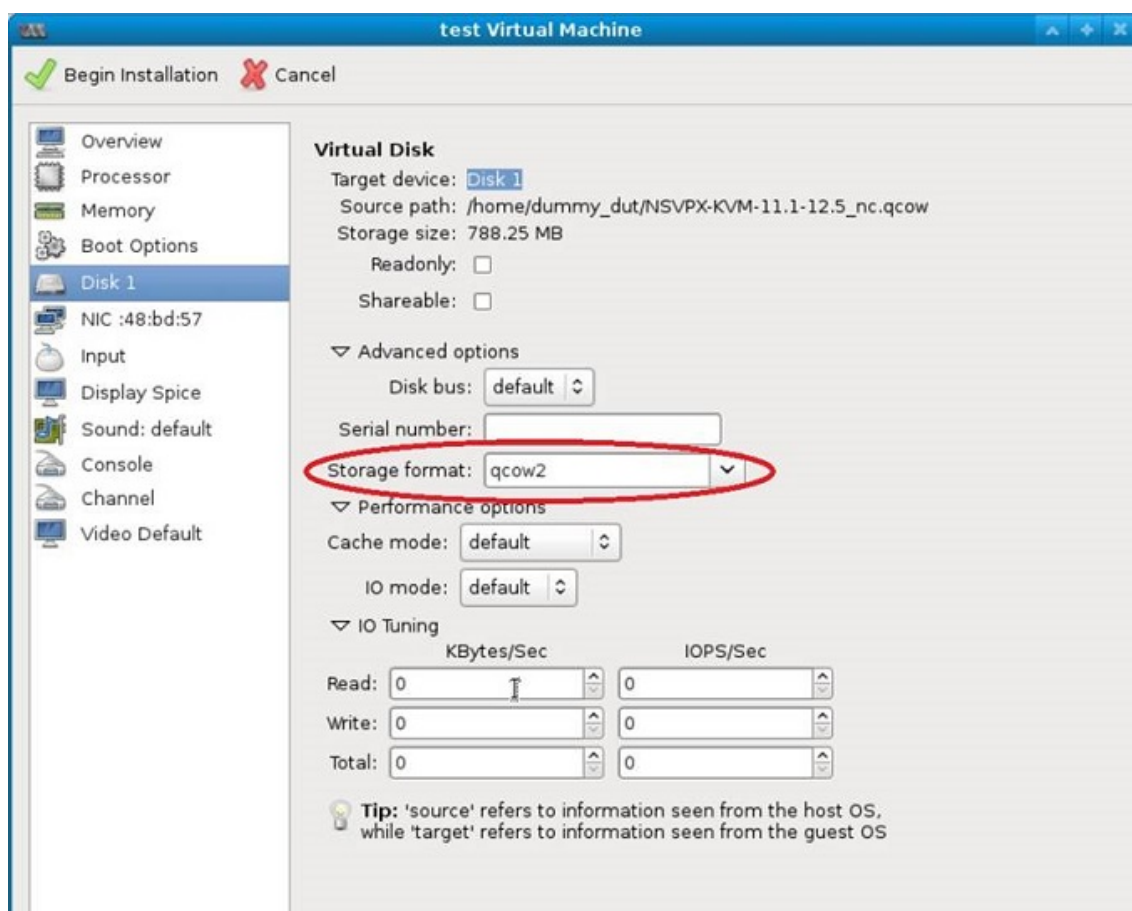 test Virtual Machine
Begin Installation Cancel
Overview
Processor
Memory
Boot Options
Disk 1
NIC :48:bd:57
Input
Display Spice
Sound: default
Console
Channel
Video Default
Virtual Disk
Target device: Disk 1
Source path: /home/dummy_dut/NSVPX-KVM-11.1-12.5_nc.qcow
Storage size: 788.25 MB
Readonly:
Shareable:
Advanced options
Disk bus: default
Serial number:
Storage format: qcow2
Performance options
Cache mode: default
IO mode: default
IO Tuning
KBytes/Sec IOPS/Sec
Read: 0 0
Write: 0 0
Total: 0 0
Tip: 'source' refers to information seen from the host OS,
while 'target' refers to information seen from the guest OS